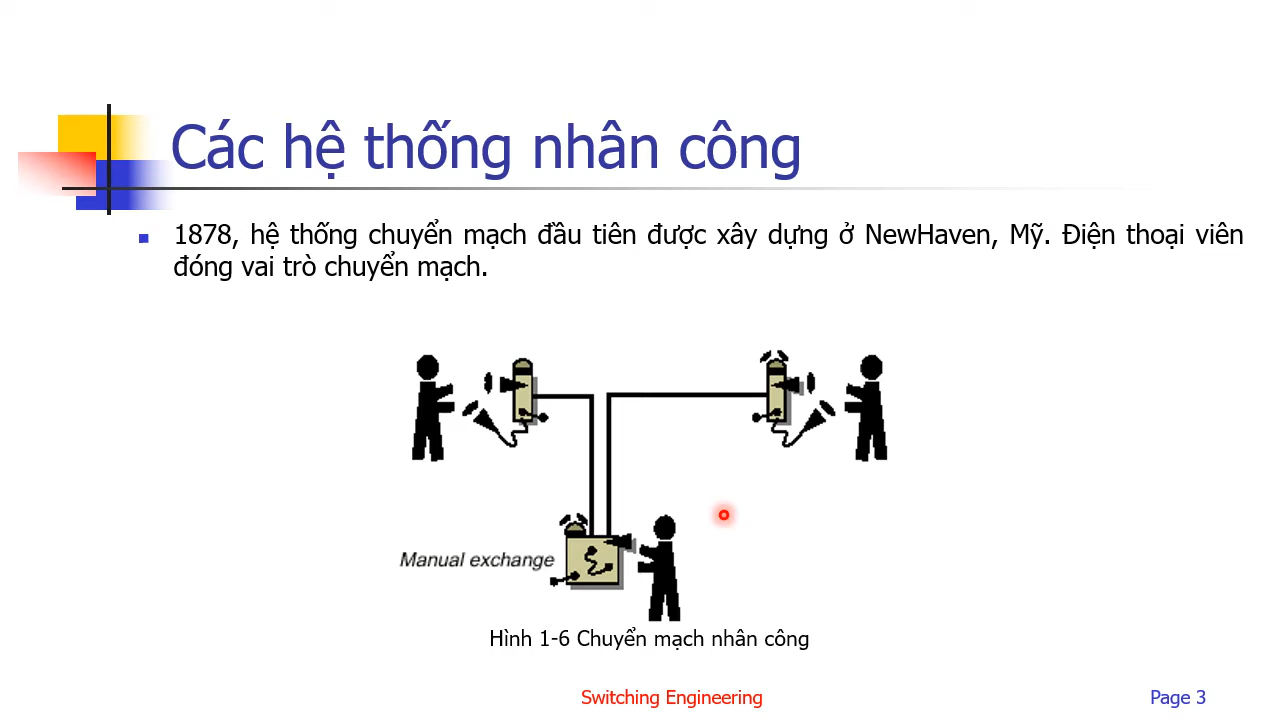 Các hệ thống nhân công
1878, hệ thống chuyển mạch đầu tiên được xây dựng ở NewHaven, Mỹ. Điện thoại viên
đóng vai trò chuyển mạch.
Manual exchange
Hình 1-6 Chuyển mạch nhân công
Switching Engineering
Page 3